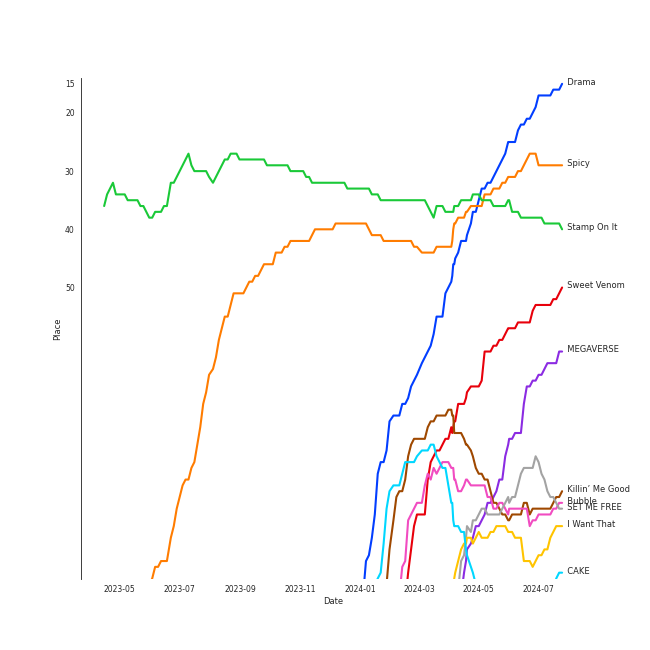 15
20
30
40
50
Place
Drama
Spicy
Stamp On It
Sweet Venom
MEGAVERSE
Killin' Me Good
Bubble
SET ME FREE
I Want That
CAKE
2023-05 2023-07 2023-09 2023-11 2024-01 2024-03 2024-05 2024-07
Date